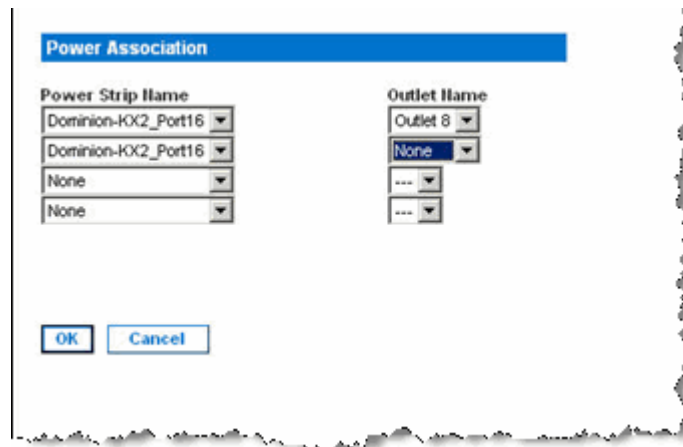 Power Association
Power Strip Name Outlet Name
Dominion-KX2_Port16 Outlet 8
Dominion-KX2_Port16 None
None ---
None ---
OK Cancel